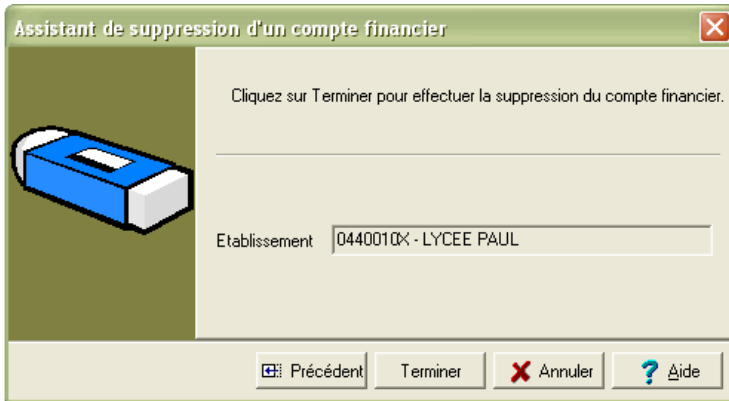 Assistant de suppression d'un compte financier
Cliquez sur Terminer pour effectuer la suppression du compte financier.
Etablissement 0440010X - LYCEE PAUL
Précédent Terminer Annuler ? Aide